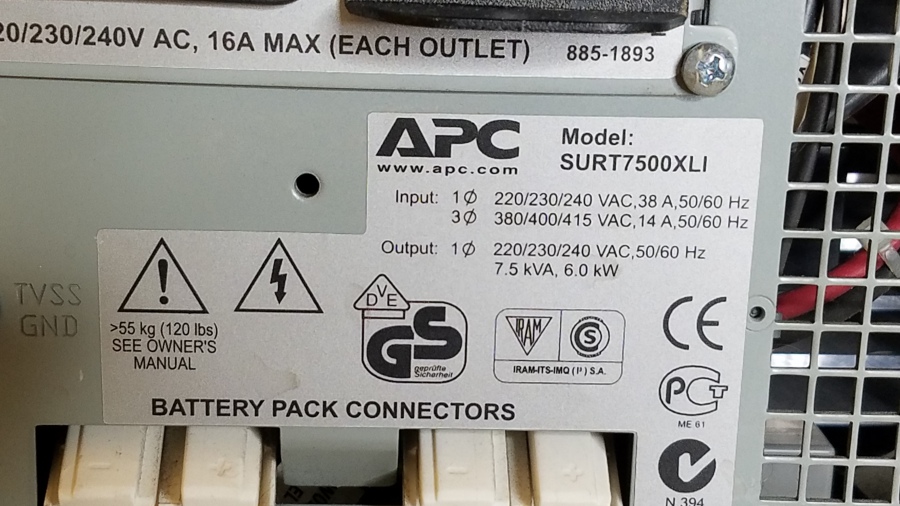 20/230/240V AC, 16A MAX (EACH OUTLET) 885-1893
APC
www.apc.com
Model:
SURT7500XLI
Input: 1Ø 220/230/240 VAC,38 A,50/60 Hz
3Ø 380/400/415 VAC,14 A,50/60 Hz
Output: 1Ø 220/230/240 VAC,50/60 Hz
7.5 kVA, 6.0 kW
TVSS
GND
>55 kg (120 lbs)
SEE OWNER'S
MANUAL
DVE
GS
geprüfte
Sicherheit
IRAM
S
IRAM-ITS-IMQ (I³) S.A.
CE
PCT
ME 61
N 394
BATTERY PACK CONNECTORS
- + - +